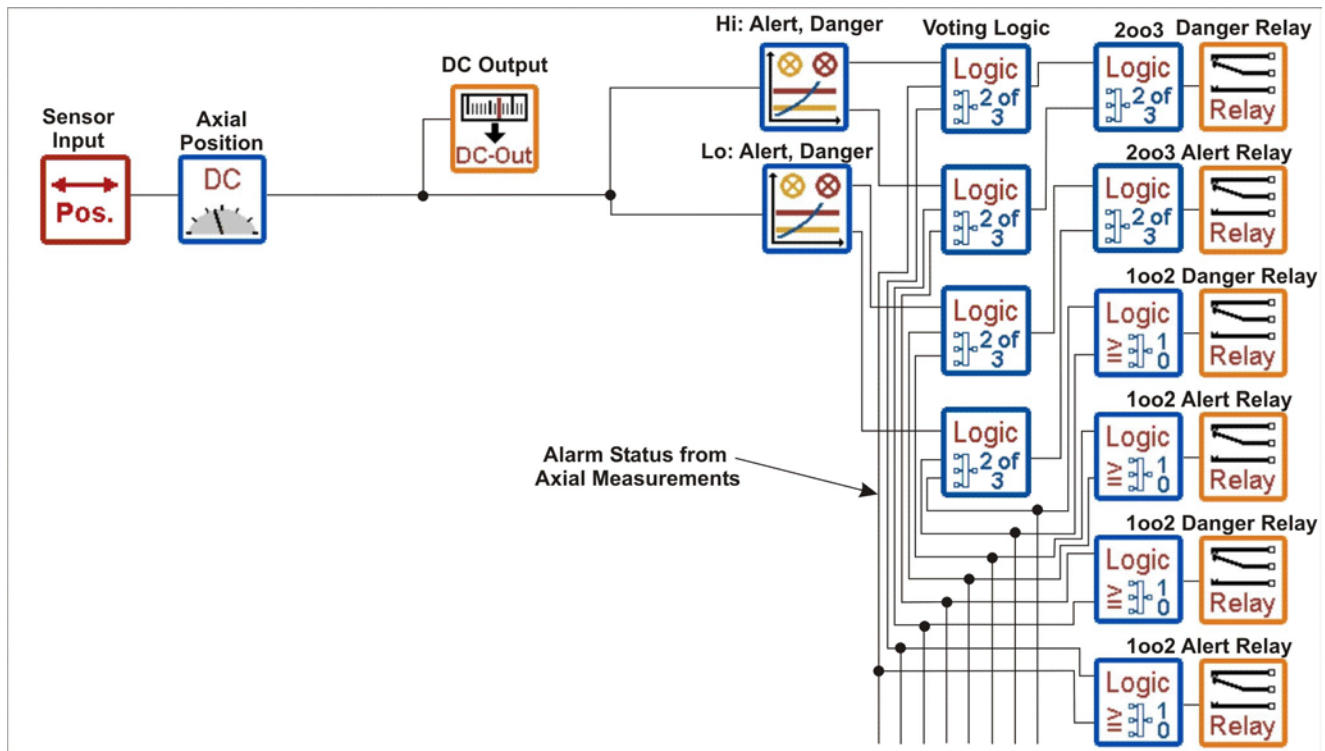 Hi: Alert, Danger
Voting Logic
2oo3 Danger Relay
DC Output
Sensor
Input
Axial
Position
Pos.
DC
DC-Out
Lo: Alert, Danger
Logic
2 of
3
Logic
2 of
3
Relay
2oo3 Alert Relay
Logic
2 of
3
Logic
2 of
3
Relay
1oo2 Danger Relay
Logic
2 of
3
Logic
≧ 1
0
Relay
1oo2 Alert Relay
Logic
2 of
3
Logic
≧ 1
0
Relay
Alarm Status from
Axial Measurements
1oo2 Danger Relay
Logic
≧ 1
0
Relay
1oo2 Alert Relay
Logic
≧ 1
0
Relay